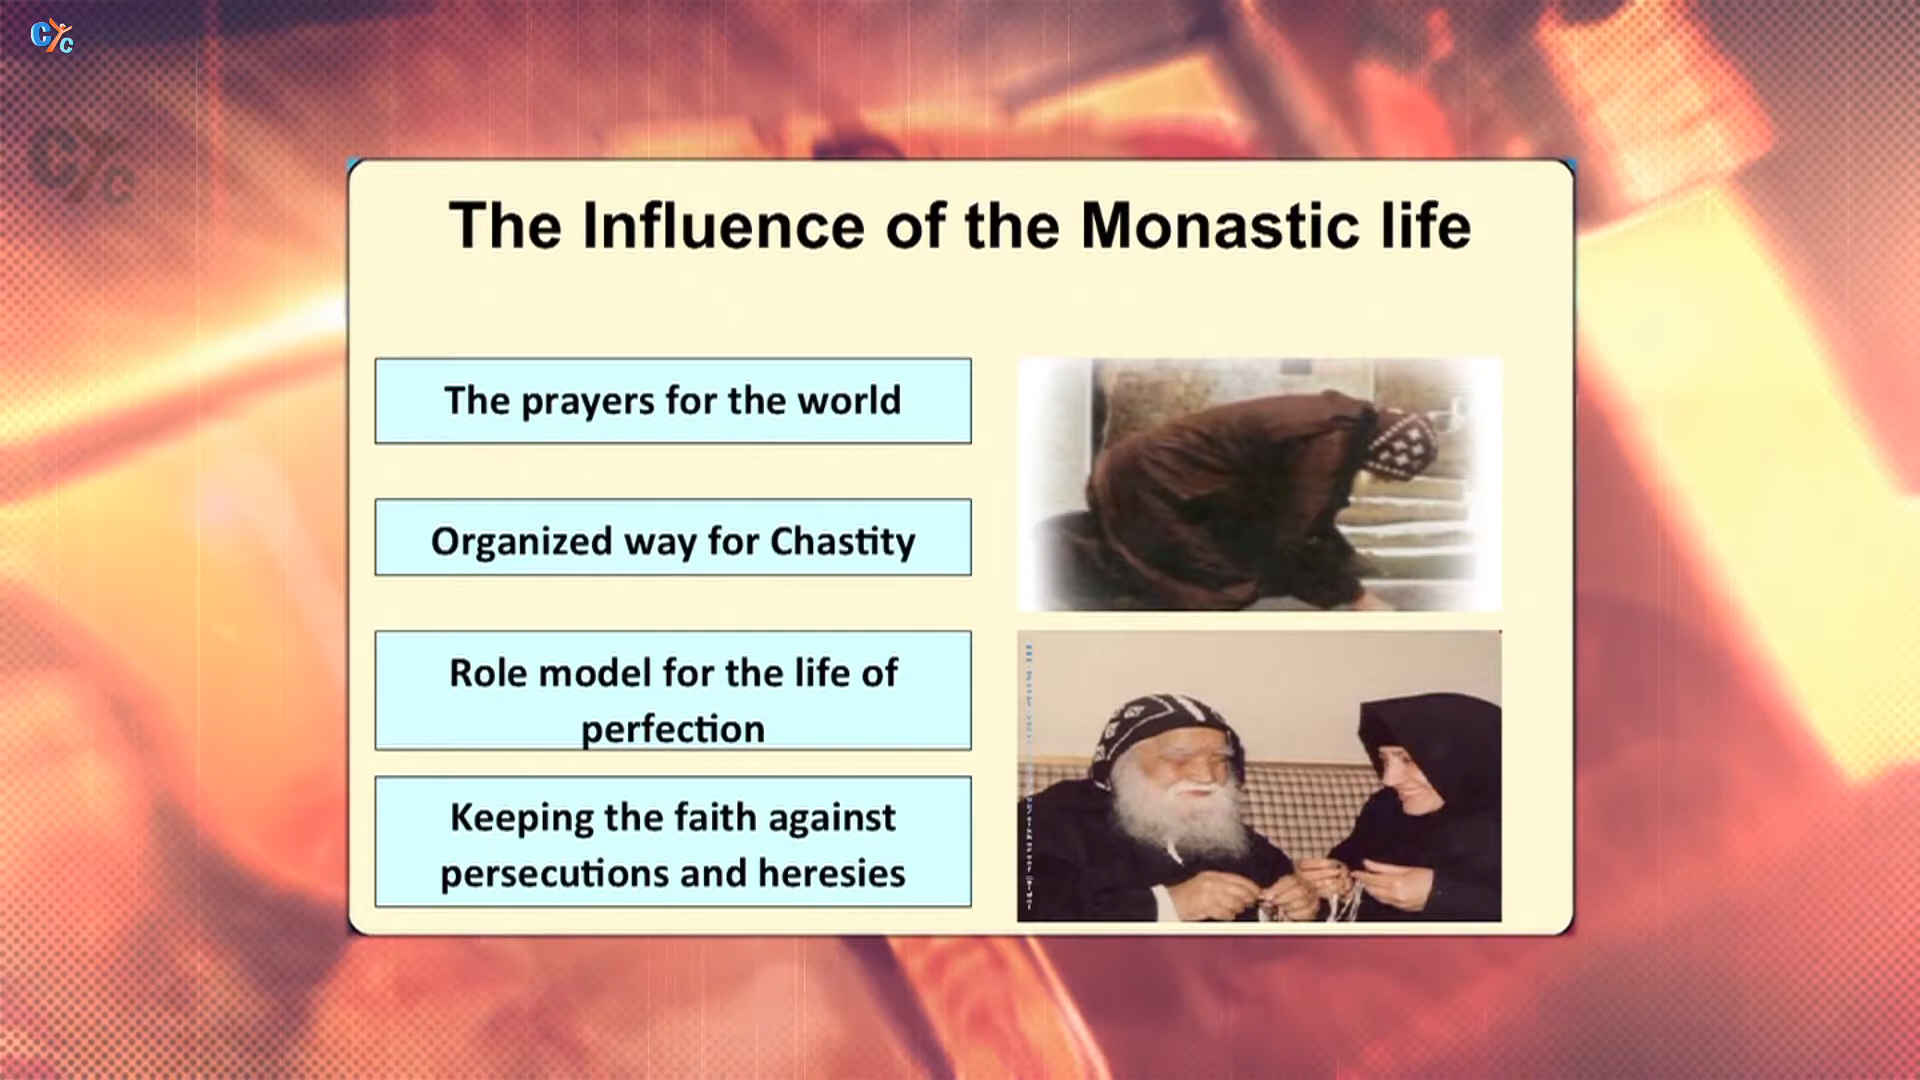 CYC
The Influence of the Monastic life
The prayers for the world
Organized way for Chastity
Role model for the life of
perfection
Keeping the faith against
persecutions and heresies